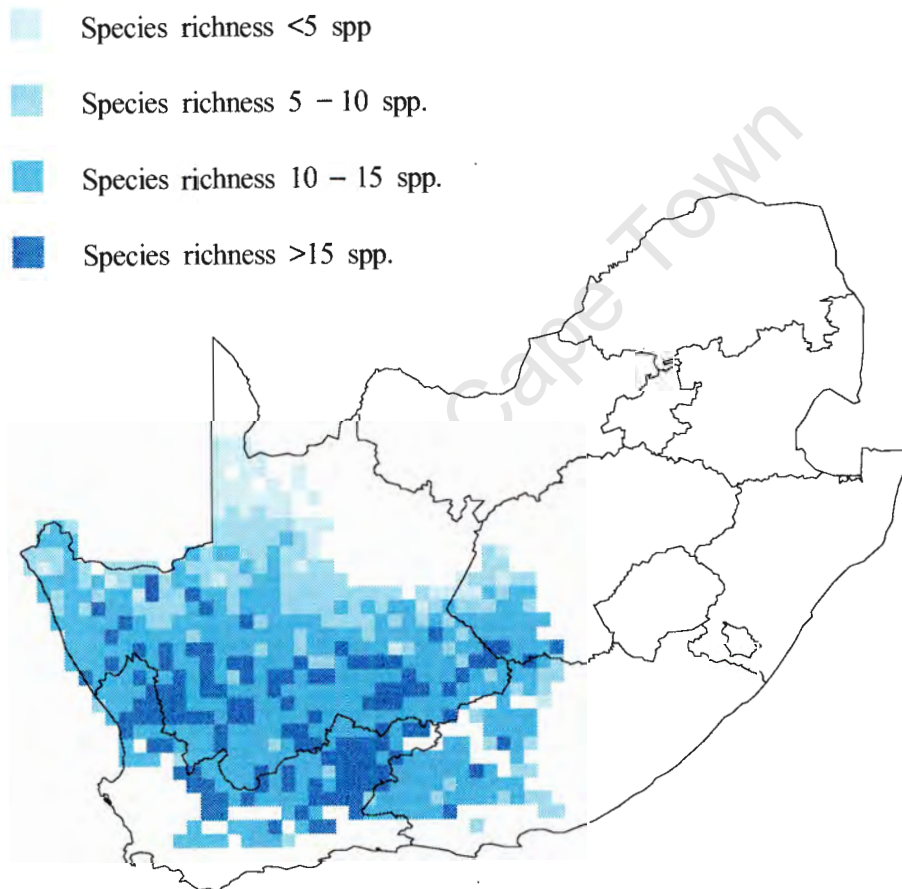 Species richness <5 spp
Species richness 5 – 10 spp.
Species richness 10 – 15 spp.
Species richness >15 spp.
Cape Town